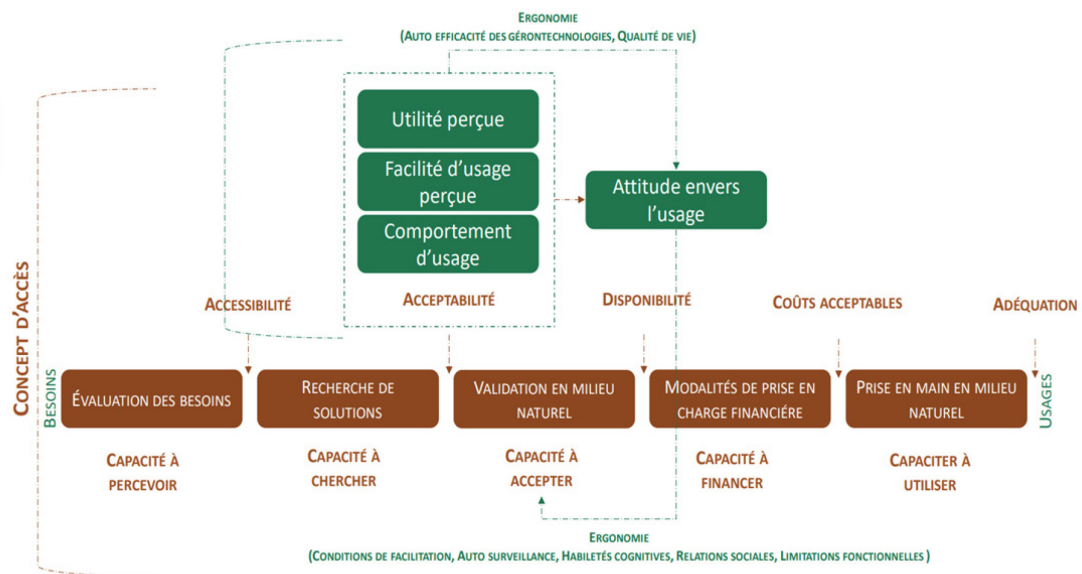 ERGONOMIE
(AUTO EFFICACITÉ DES GÉRONTECHNOLOGIES, QUALITÉ DE VIE)
Utilité perçue
Facilité d'usage
perçue
Comportement
d'usage
Attitude envers
l'usage
CONCEPT D'ACCÈS
ACCESSIBILITÉ
ACCEPTABILITÉ
DISPONIBILITÉ
COÛTS ACCEPTABLES
ADÉQUATION
BESOINS
ÉVALUATION DES BESOINS
RECHERCHE DE
SOLUTIONS
VALIDATION EN MILIEU
NATUREL
MODALITÉS DE PRISE EN
CHARGE FINANCIÉRE
PRISE EN MAIN EN MILIEU
NATUREL
USAGES
CAPACITÉ À
PERCEVOIR
CAPACITÉ À
CHERCHER
CAPACITÉ À
ACCEPTER
CAPACITÉ À
FINANCER
CAPACITER À
UTILISER
ERGONOMIE
(CONDITIONS DE FACILITATION, AUTO SURVEILLANCE, HABILETÉS COGNITIVES, RELATIONS SOCIALES, LIMITATIONS FONCTIONNELLES )